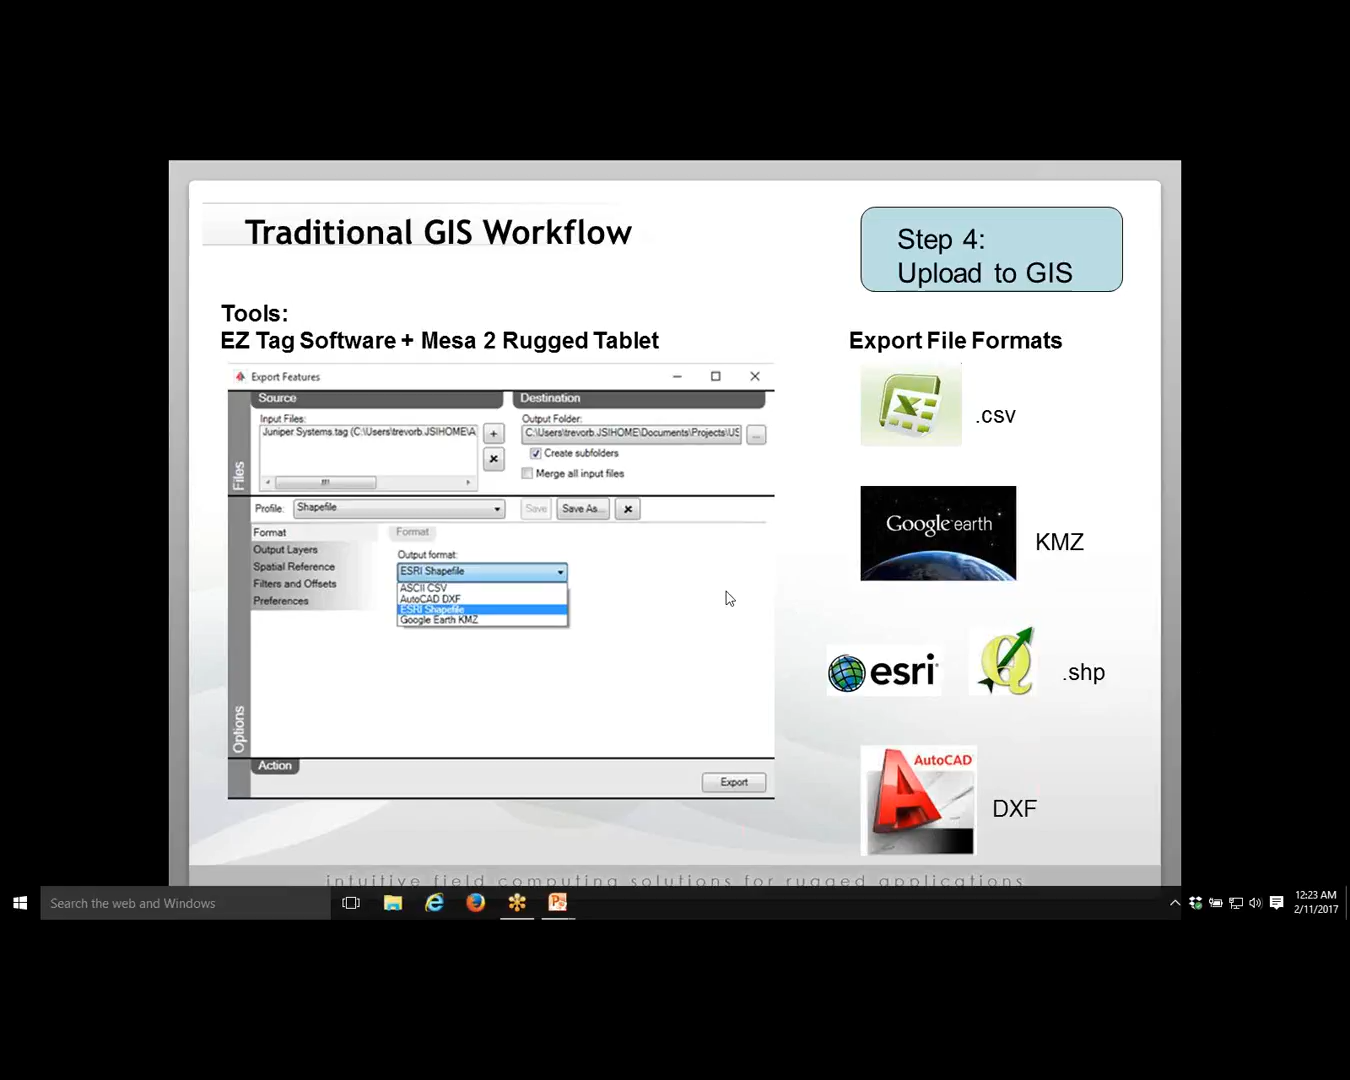 Traditional GIS Workflow
Step 4:
Upload to GIS
Tools:
EZ Tag Software + Mesa 2 Rugged Tablet
Export Features
Source
Input Files:
Juniper Systems.tag (C:\Users\trevorb.JSIHOME\A
+
x
Files
Destination
Output Folder:
C:\Users\trevorb.JSIHOME\Documents\Projects\US
...
Create subfolders
Merge all input files
Profile:
Shapefile
Save
Save As...
x
Format
Output Layers
Spatial Reference
Filters and Offsets
Preferences
Format
Output format:
ESRI Shapefile
ASCII CSV
AutoCAD DXF
ESRI Shapefile
Google Earth KMZ
Options
Action
Export
Export File Formats
.csv
Google earth
KMZ
esri
.shp
AutoCAD
DXF
intuitive field computing solutions for rugged applications
Search the web and Windows
12:23 AM
2/11/2017